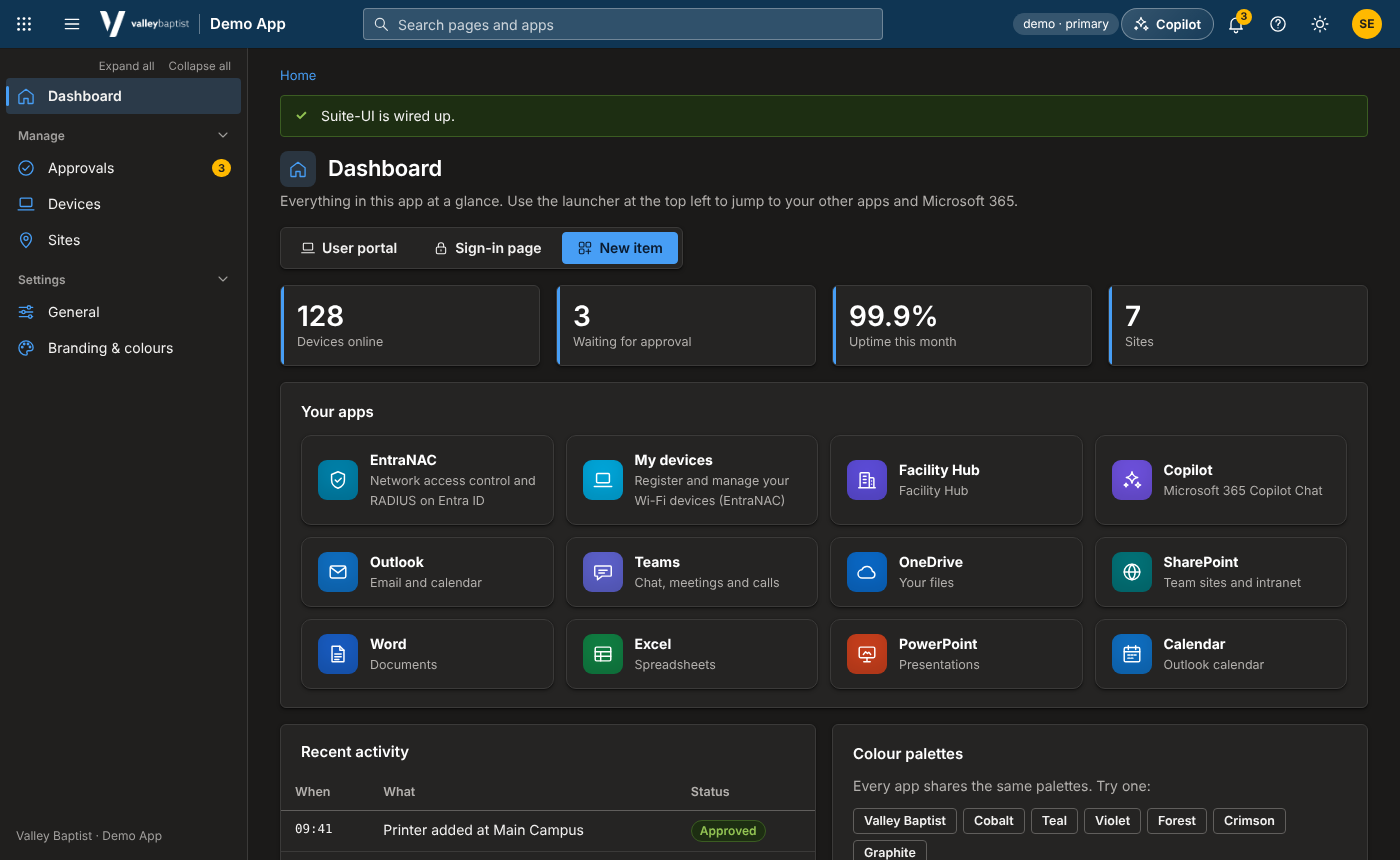 valleybaptist
Demo App
Search pages and apps
demo · primary
Copilot
3
SE
Expand all
Collapse all
Dashboard
Manage
Approvals
3
Devices
Sites
Settings
General
Branding & colours
Valley Baptist · Demo App
Home
Suite-UI is wired up.
Dashboard
Everything in this app at a glance. Use the launcher at the top left to jump to your other apps and Microsoft 365.
User portal
Sign-in page
New item
128
Devices online
3
Waiting for approval
99.9%
Uptime this month
7
Sites
Your apps
EntraNAC
Network access control and
RADIUS on Entra ID
My devices
Register and manage your
Wi-Fi devices (EntraNAC)
Facility Hub
Facility Hub
Copilot
Microsoft 365 Copilot Chat
Outlook
Email and calendar
Teams
Chat, meetings and calls
OneDrive
Your files
SharePoint
Team sites and intranet
Word
Documents
Excel
Spreadsheets
PowerPoint
Presentations
Calendar
Outlook calendar
Recent activity
When
What
Status
09:41
Printer added at Main Campus
Approved
Colour palettes
Every app shares the same palettes. Try one:
Valley Baptist
Cobalt
Teal
Violet
Forest
Crimson
Graphite